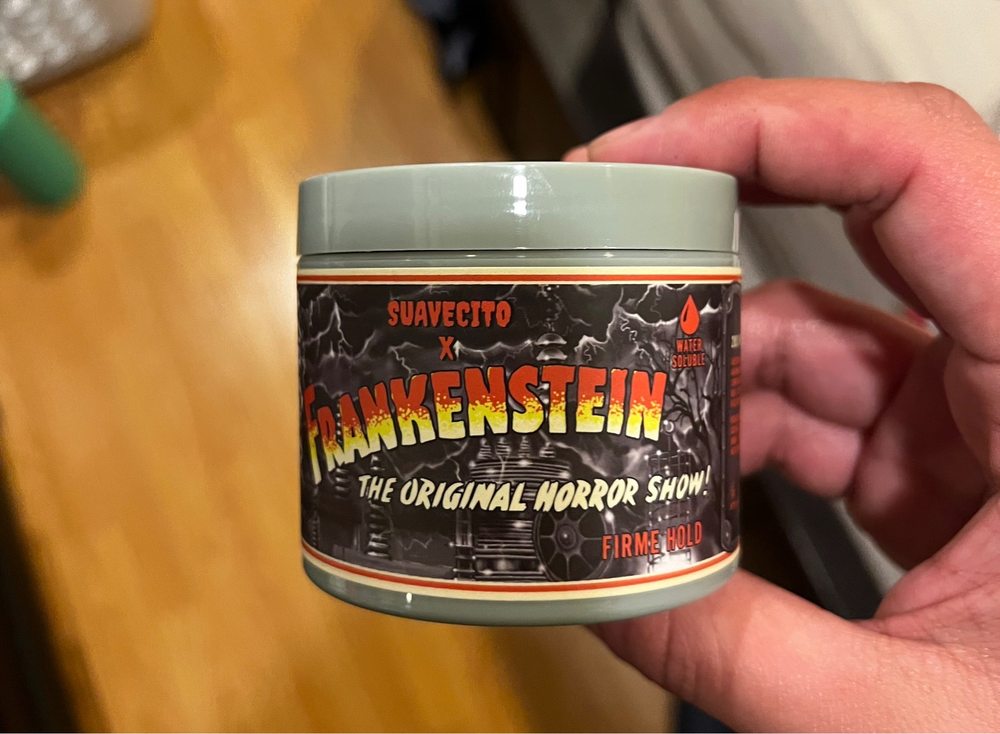 SUAVECITO
X
FRANKENSTEIN
THE ORIGINAL HORROR SHOW!
WATER
SOLUBLE
FIRME HOLD